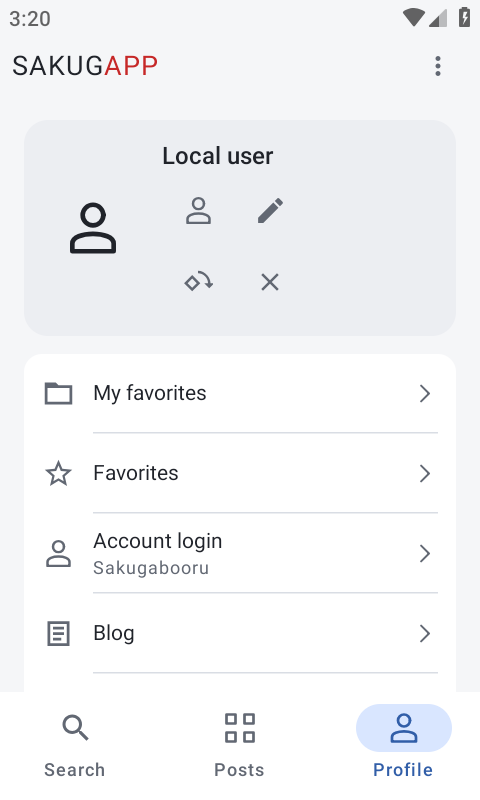 3:20
SAKUGAPP
Local user
My favorites
Favorites
Account login
Sakugabooru
Blog
Search
Posts
Profile